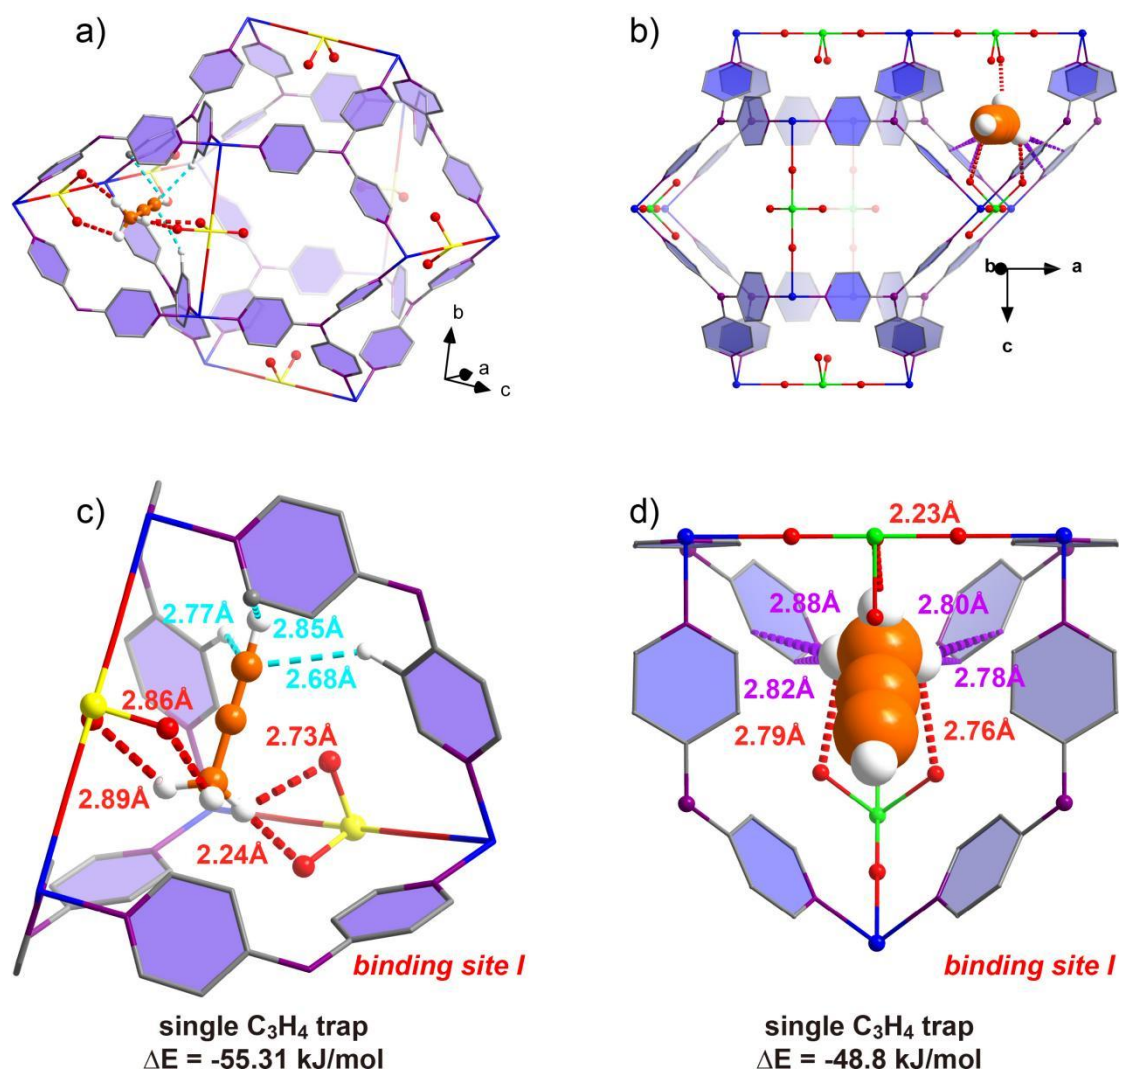 a)
b)
b
a
c
b
a
c
c)
d)
2.77Å
2.85Å
2.68Å
2.86Å
2.73Å
2.89Å
2.24Å
binding site I
single C₃H₄ trap
ΔE = -55.31 kJ/mol
2.23Å
2.88Å
2.80Å
2.82Å
2.78Å
2.79Å
2.76Å
binding site I
single C₃H₄ trap
ΔE = -48.8 kJ/mol